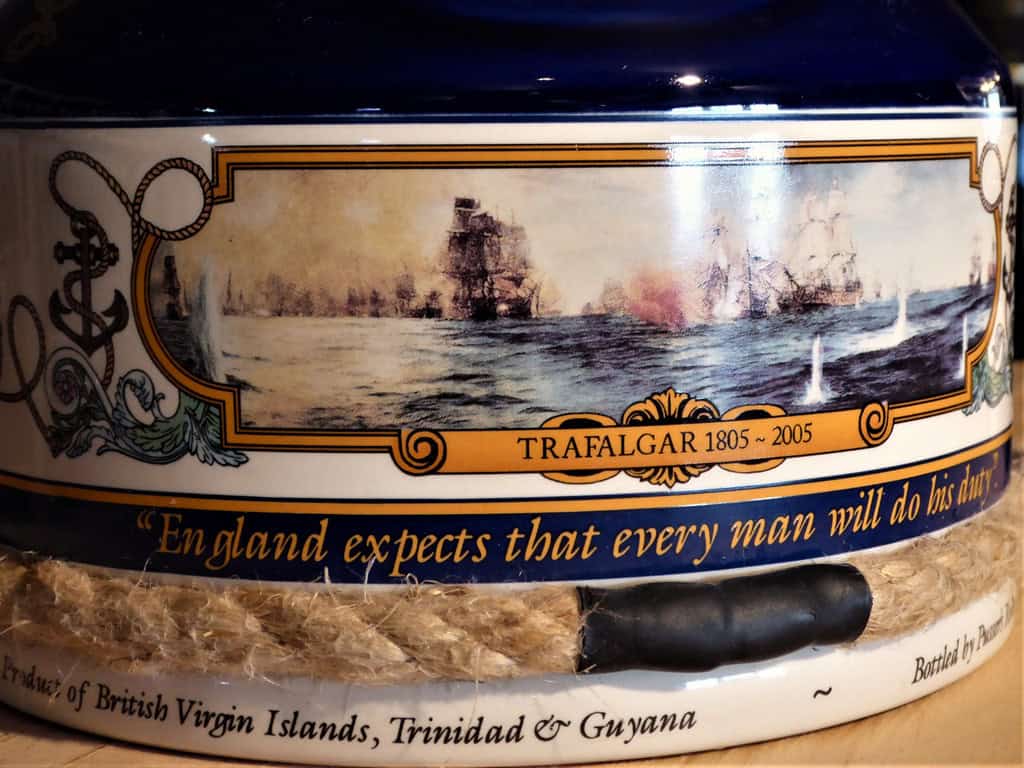 TRAFALGAR 1805 ~ 2005
"England expects that every man will do his duty"
Product of British Virgin Islands, Trinidad & Guyana ~ Bottled by